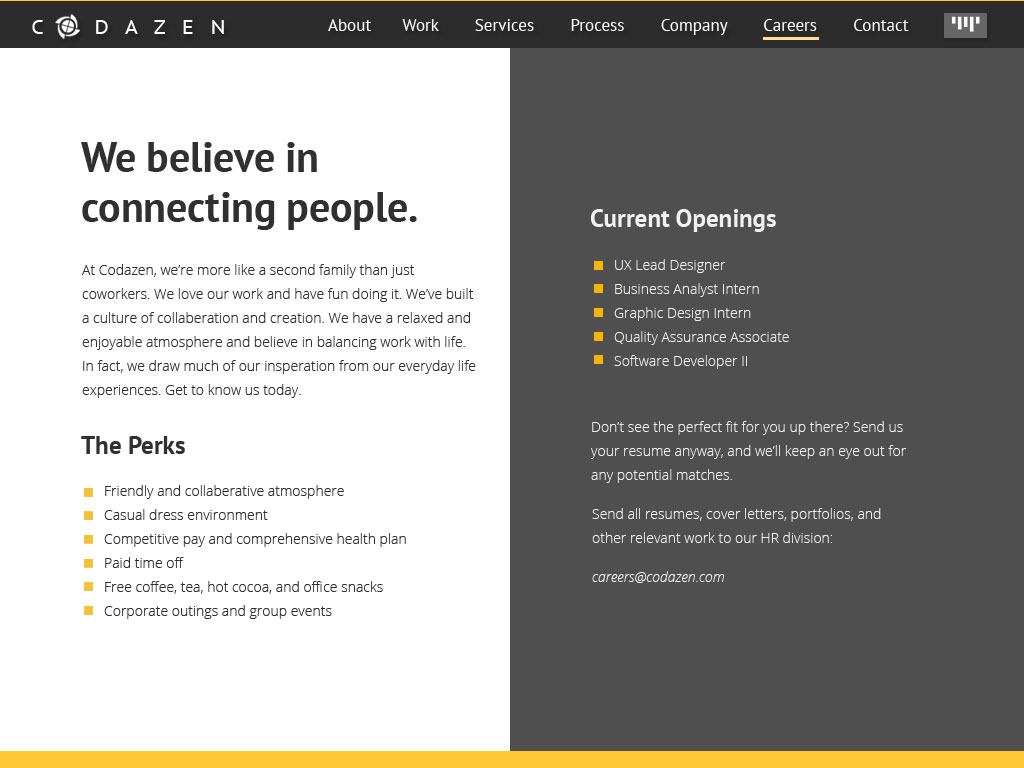 CODAZEN
About Work Services Process Company Careers Contact
We believe in
connecting people.
At Codazen, we're more like a second family than just
coworkers. We love our work and have fun doing it. We've built
a culture of collaberation and creation. We have a relaxed and
enjoyable atmosphere and believe in balancing work with life.
In fact, we draw much of our insperation from our everyday life
experiences. Get to know us today.
The Perks
Friendly and collaberative atmosphere
Casual dress environment
Competitive pay and comprehensive health plan
Paid time off
Free coffee, tea, hot cocoa, and office snacks
Corporate outings and group events
Current Openings
UX Lead Designer
Business Analyst Intern
Graphic Design Intern
Quality Assurance Associate
Software Developer II
Don't see the perfect fit for you up there? Send us
your resume anyway, and we'll keep an eye out for
any potential matches.
Send all resumes, cover letters, portfolios, and
other relevant work to our HR division:
careers@codazen.com